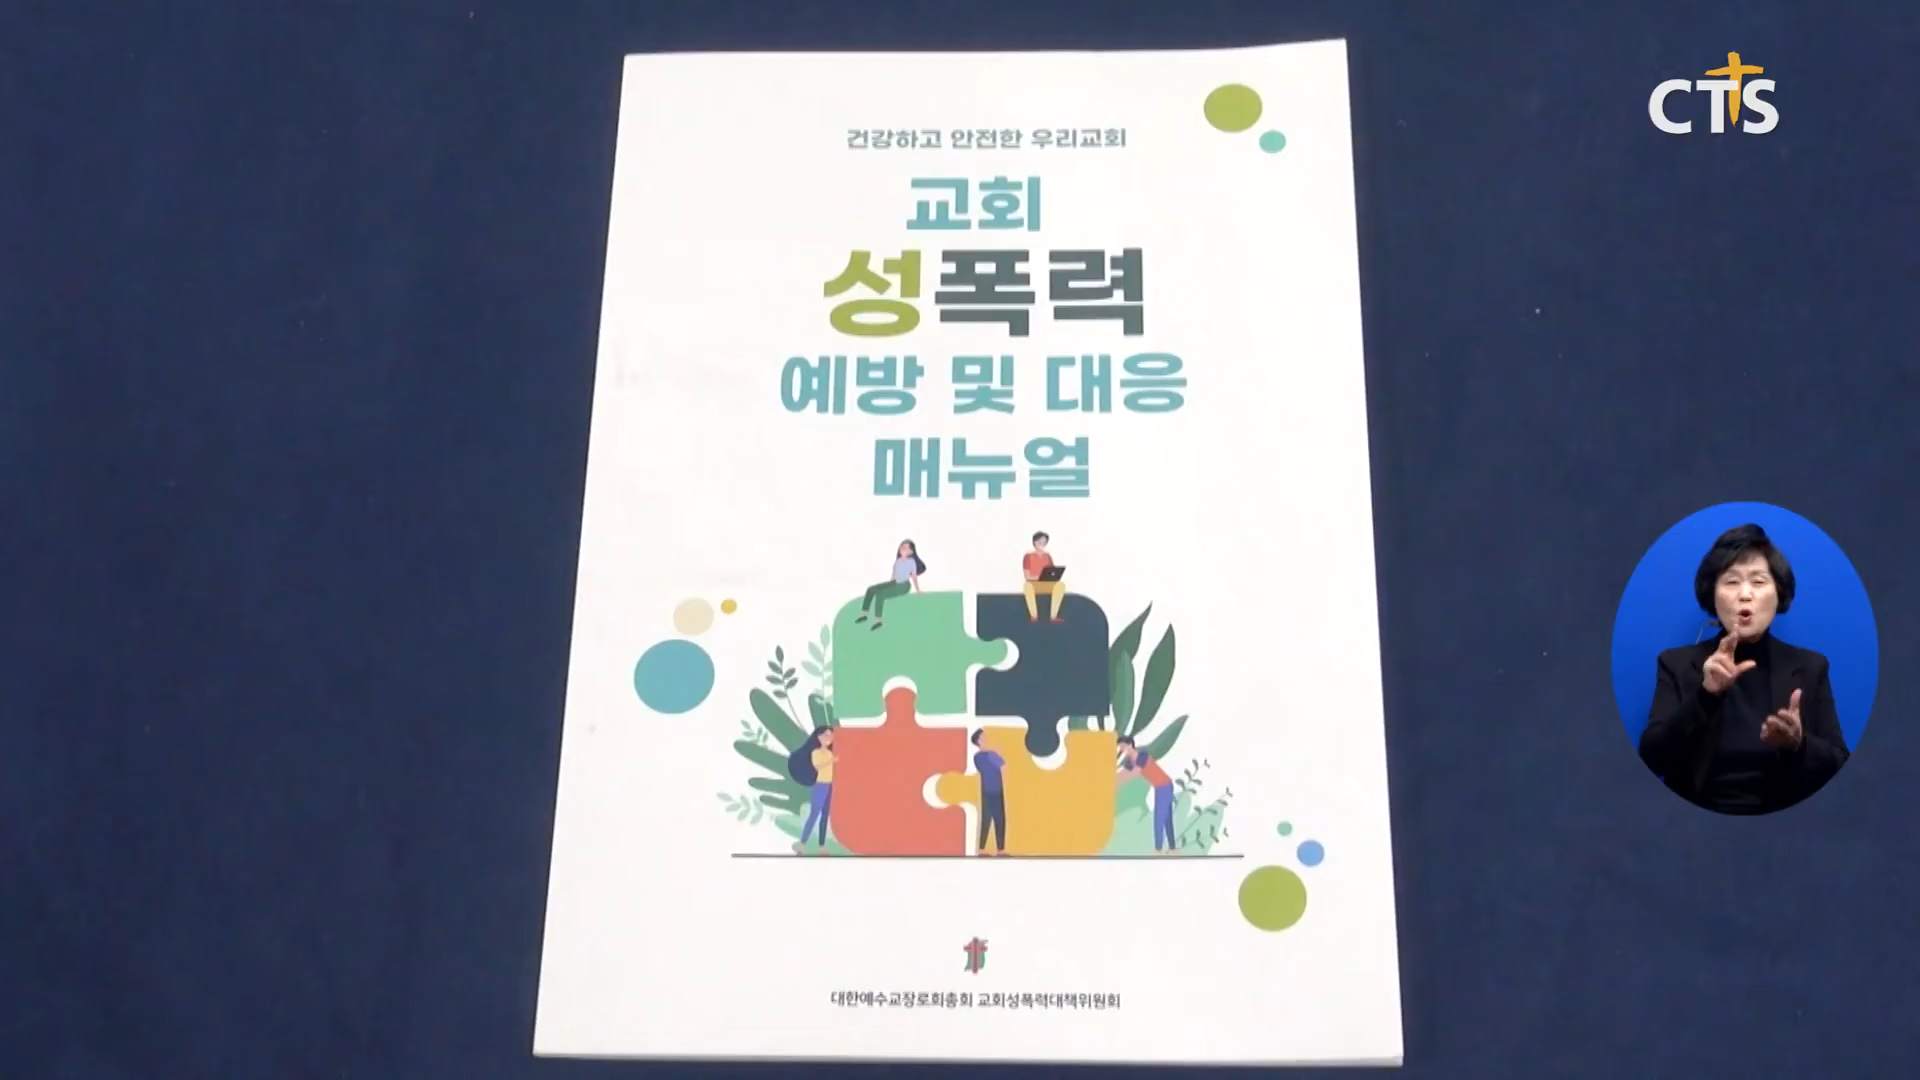 CTS
건강하고 안전한 우리교회
교회
성폭력
예방 및 대응
매뉴얼
대한예수교장로회총회 교회성폭력대책위원회